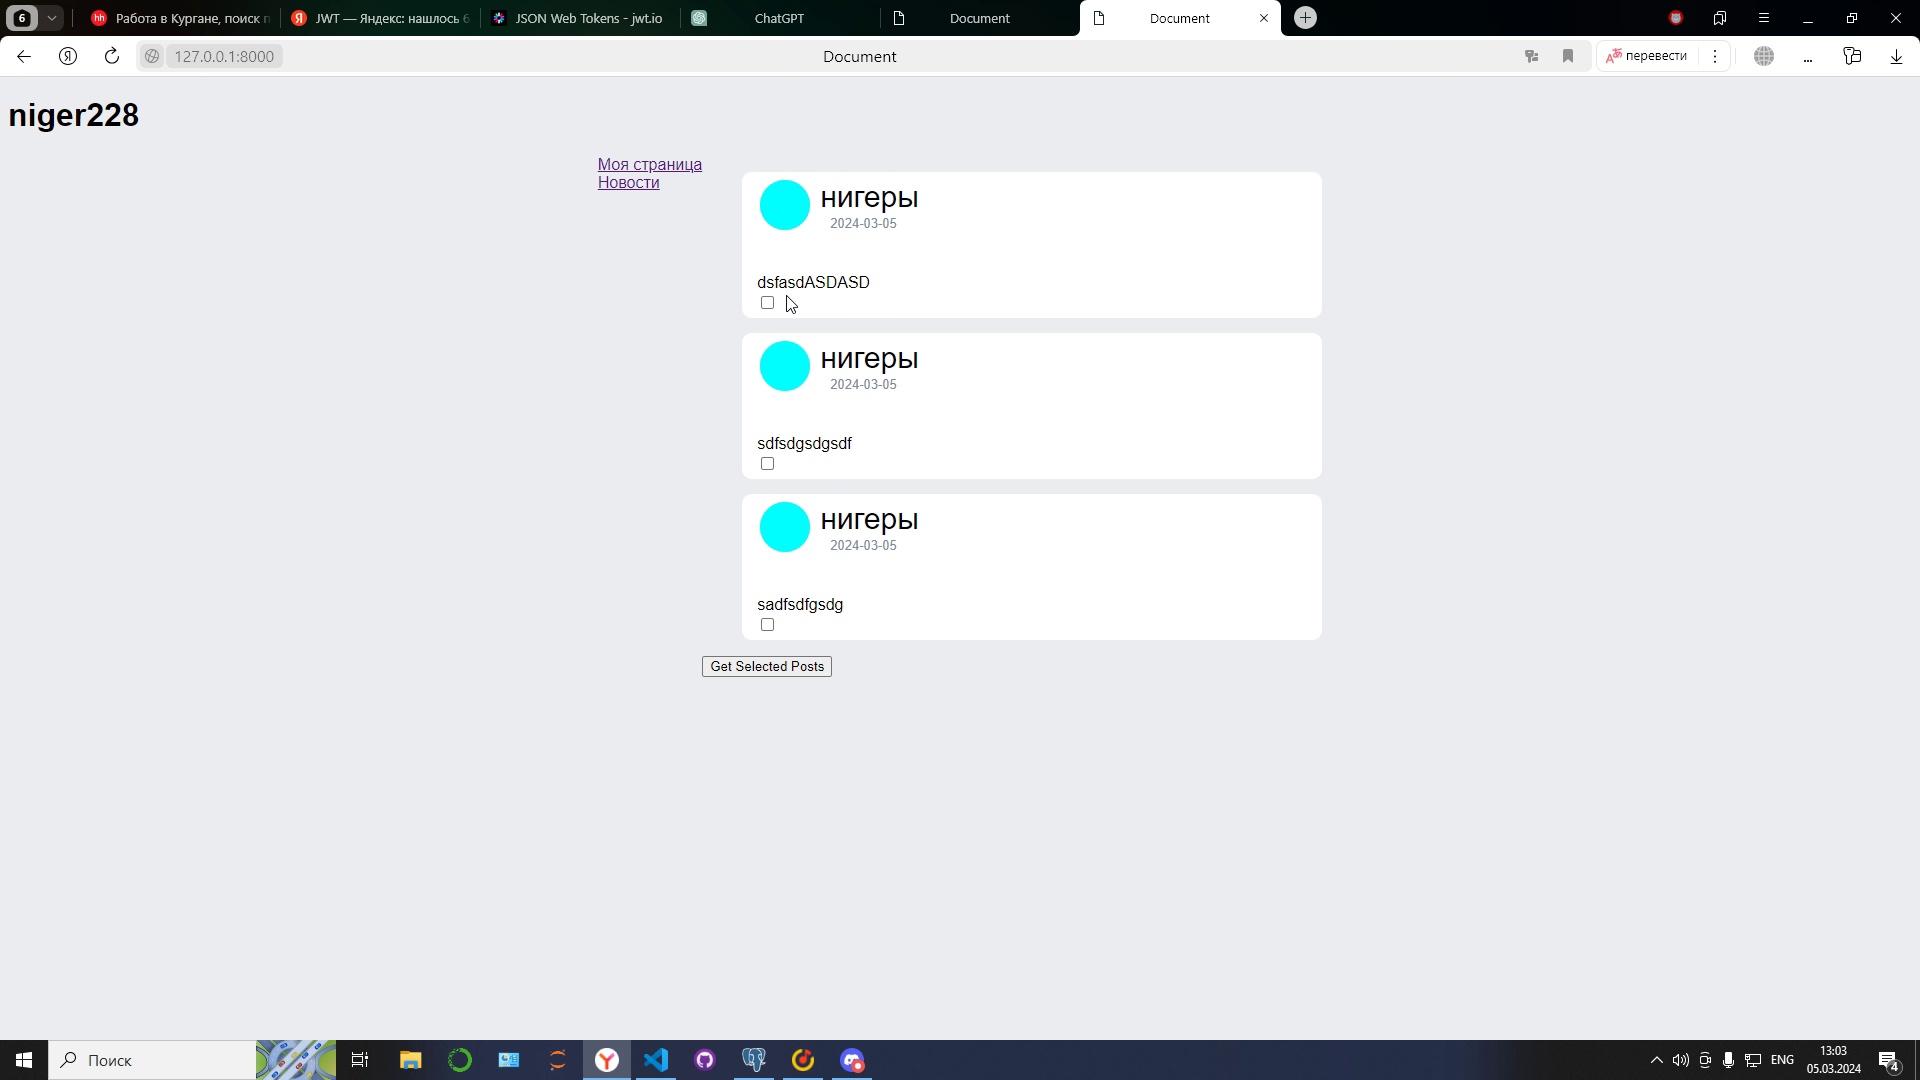 6
Работа в Кургане, поиск п
JWT — Яндекс: нашлось 6
JSON Web Tokens - jwt.io
ChatGPT
Document
Document
127.0.0.1:8000
Document
перевести
niger228
Моя страница
Новости
нигеры
2024-03-05
dsfasdASDASD
нигеры
2024-03-05
sdfsdgsdgsdf
нигеры
2024-03-05
sadfsdfgsdg
Get Selected Posts
Поиск
ENG
13:03
05.03.2024
4